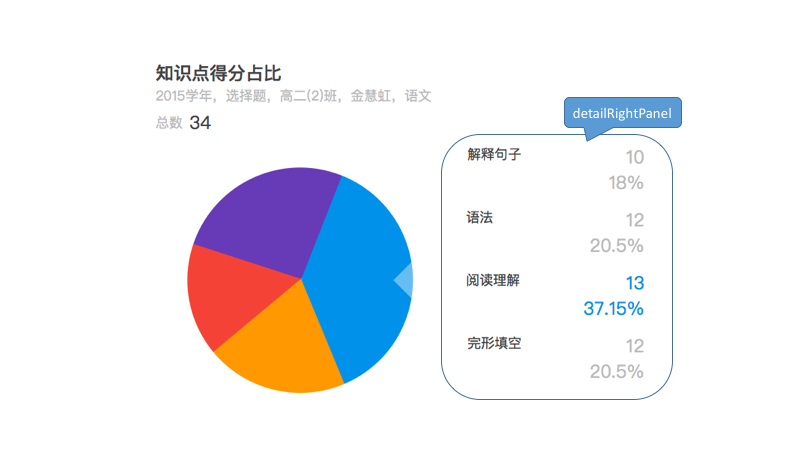 知识点得分占比
2015学年，选择题，高二(2)班，金慧虹，语文
总数 34
detailRightPanel
解释句子 10
18%
语法 12
20.5%
阅读理解 13
37.15%
完形填空 12
20.5%